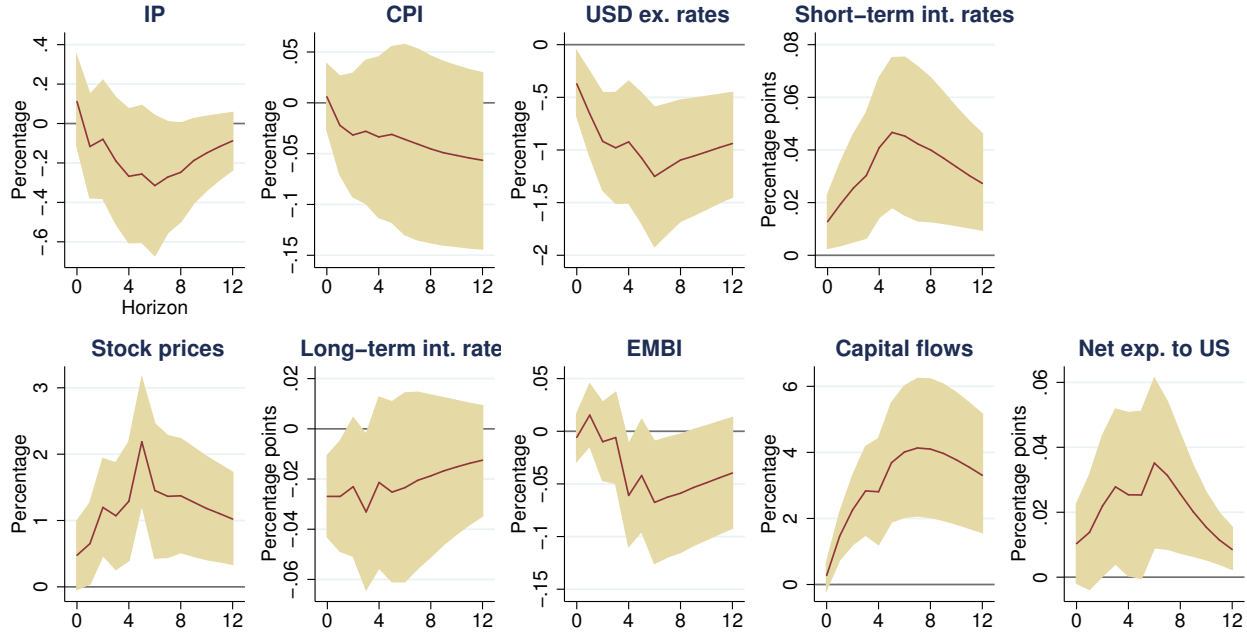 IP
CPI
USD ex. rates
Short−term int. rates
Percentage
.4
.2
0
−.2
−.4
−.6
0 4 8 12
Horizon
Percentage
.05
0
−.05
−.1
−.15
0 4 8 12
Percentage
0
−.5
−1
−1.5
−2
0 4 8 12
Percentage points
.08
.06
.04
.02
0
0 4 8 12
Stock prices
Long−term int. rate
EMBI
Capital flows
Net exp. to US
Percentage
3
2
1
0
0 4 8 12
Percentage points
.02
0
−.02
−.04
−.06
0 4 8 12
Percentage
.05
0
−.05
−.1
−.15
0 4 8 12
Percentage
6
4
2
0
0 4 8 12
Percentage points
.06
.04
.02
0
0 4 8 12